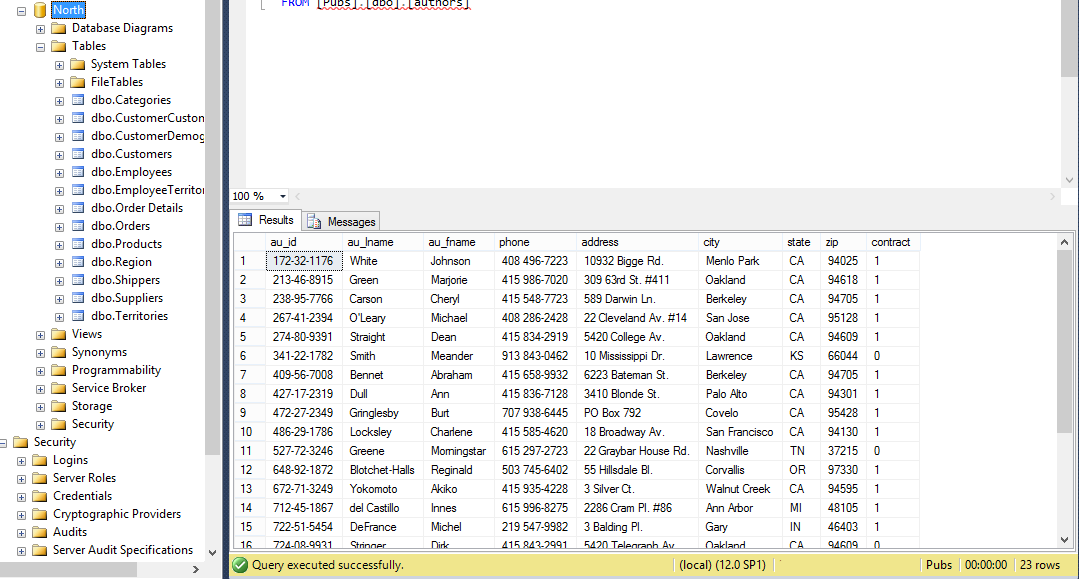 North
Database Diagrams
Tables
System Tables
FileTables
dbo.Categories
dbo.CustomerCuston
dbo.CustomerDemog
dbo.Customers
dbo.Employees
dbo.EmployeeTerritor
dbo.Order Details
dbo.Orders
dbo.Products
dbo.Region
dbo.Shippers
dbo.Suppliers
dbo.Territories
Views
Synonyms
Programmability
Service Broker
Storage
Security
Security
Logins
Server Roles
Credentials
Cryptographic Providers
Audits
Server Audit Specifications
FROM [Pubs].[dbo].[authors]
100 %
Results Messages
au_id au_lname au_fname phone address city state zip contract
1 172-32-1176 White Johnson 408 496-7223 10932 Bigge Rd. Menlo Park CA 94025 1
2 213-46-8915 Green Marjorie 415 986-7020 309 63rd St. #411 Oakland CA 94618 1
3 238-95-7766 Carson Cheryl 415 548-7723 589 Darwin Ln. Berkeley CA 94705 1
4 267-41-2394 O'Leary Michael 408 286-2428 22 Cleveland Av. #14 San Jose CA 95128 1
5 274-80-9391 Straight Dean 415 834-2919 5420 College Av. Oakland CA 94609 1
6 341-22-1782 Smith Meander 913 843-0462 10 Mississippi Dr. Lawrence KS 66044 0
7 409-56-7008 Bennet Abraham 415 658-9932 6223 Bateman St. Berkeley CA 94705 1
8 427-17-2319 Dull Ann 415 836-7128 3410 Blonde St. Palo Alto CA 94301 1
9 472-27-2349 Gringlesby Burt 707 938-6445 PO Box 792 Covelo CA 95428 1
10 486-29-1786 Locksley Charlene 415 585-4620 18 Broadway Av. San Francisco CA 94130 1
11 527-72-3246 Greene Morningstar 615 297-2723 22 Graybar House Rd. Nashville TN 37215 0
12 648-92-1872 Blotchet-Halls Reginald 503 745-6402 55 Hillsdale Bl. Corvallis OR 97330 1
13 672-71-3249 Yokomoto Akiko 415 935-4228 3 Silver Ct. Walnut Creek CA 94595 1
14 712-45-1867 del Castillo Innes 615 996-8275 2286 Cram Pl. #86 Ann Arbor MI 48105 1
15 722-51-5454 DeFrance Michel 219 547-9982 3 Balding Pl. Gary IN 46403 1
16 724-08-9931 Stringer Dirk 415 843-2991 5420 Telegraph Av. Oakland CA 94609 0
Query executed successfully. (local) (12.0 SP1) Pubs 00:00:00 23 rows